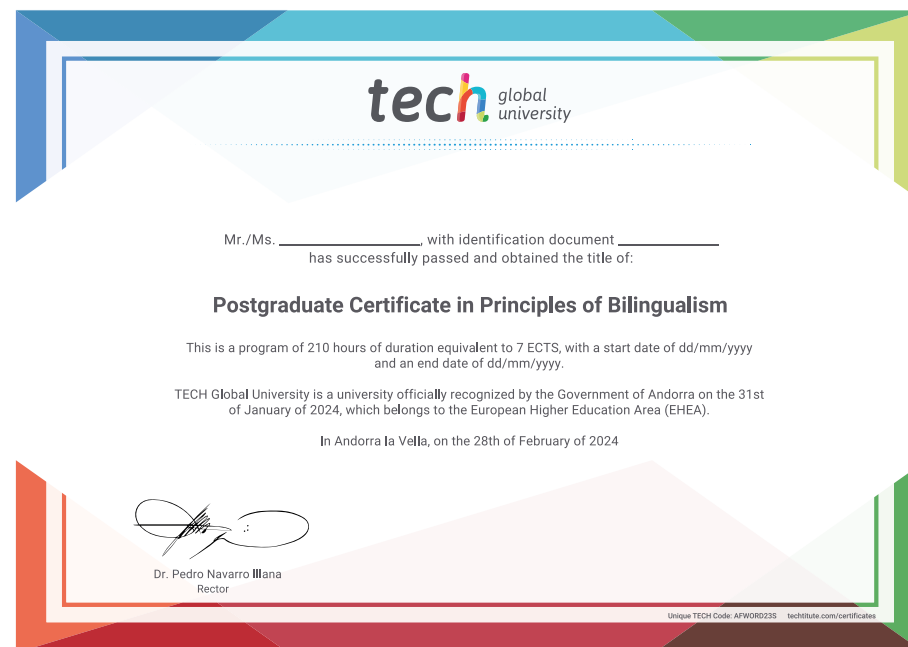 tech global university
Mr./Ms. ____________________, with identification document ______________
has successfully passed and obtained the title of:
Postgraduate Certificate in Principles of Bilingualism
This is a program of 210 hours of duration equivalent to 7 ECTS, with a start date of dd/mm/yyyy
and an end date of dd/mm/yyyy.
TECH Global University is a university officially recognized by the Government of Andorra on the 31st
of January of 2024, which belongs to the European Higher Education Area (EHEA).
In Andorra la Vella, on the 28th of February of 2024
Dr. Pedro Navarro Illana
Rector
Unique TECH Code: AFWORD23S techtitute.com/certificates